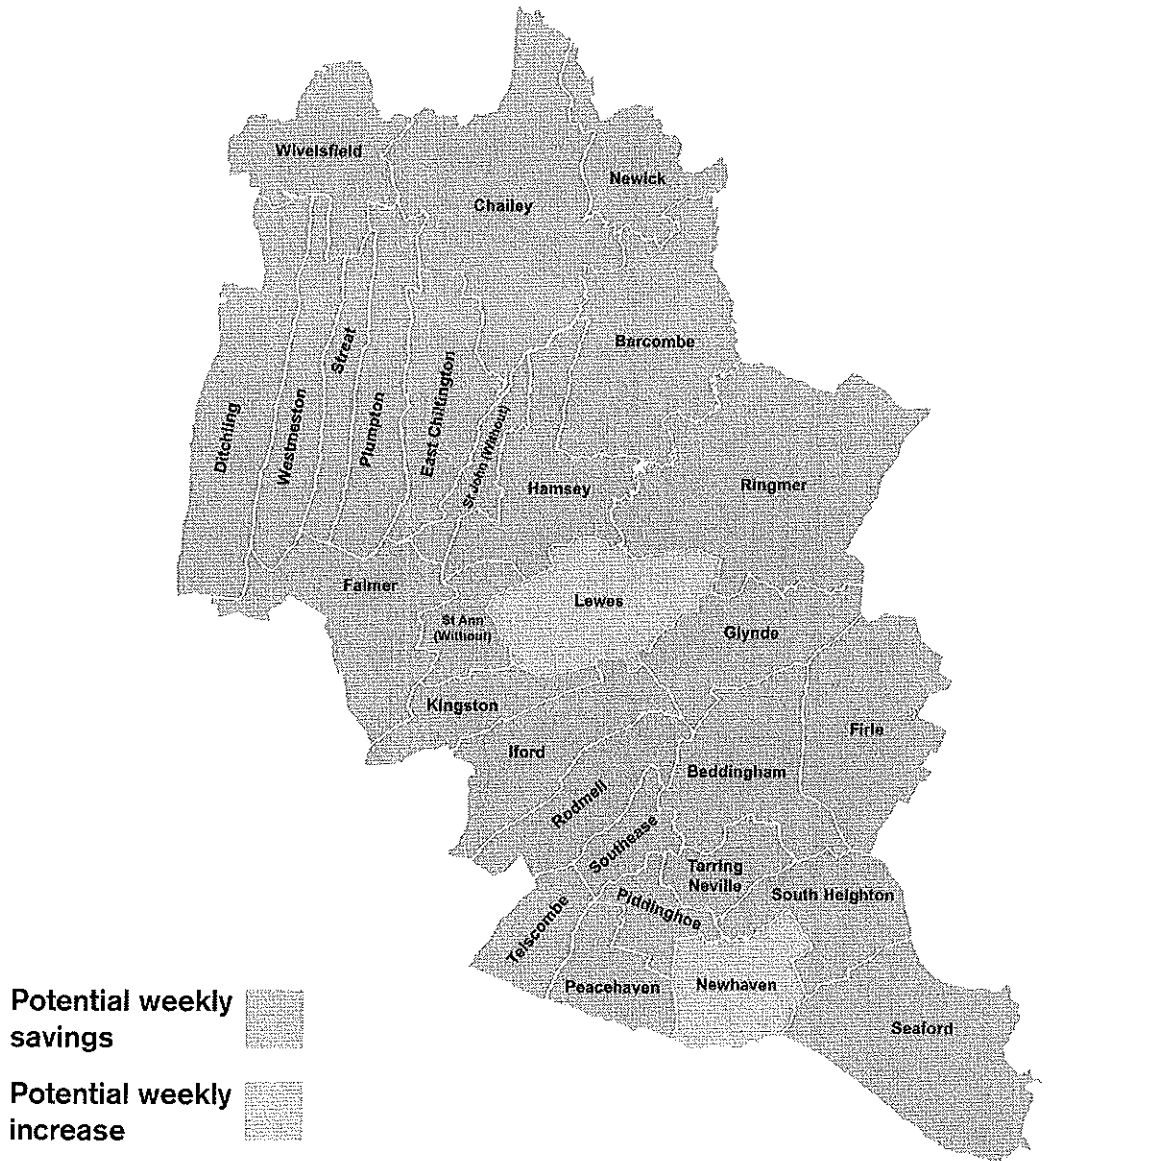 Wivelsfield
Newick
Chailey
Barcombe
Streat
Ditchling
Westmeston
Plumpton
East Chiltington
St John (Without)
Hamsey
Ringmer
Falmer
Lewes
St Ann
(Without)
Glynde
Kingston
Iford
Firle
Beddingham
Rodmell
Southease
Tarring
Neville
South Heighton
Piddinghoe
Telscombe
Peacehaven
Newhaven
Seaford
Potential weekly
savings
Potential weekly
increase